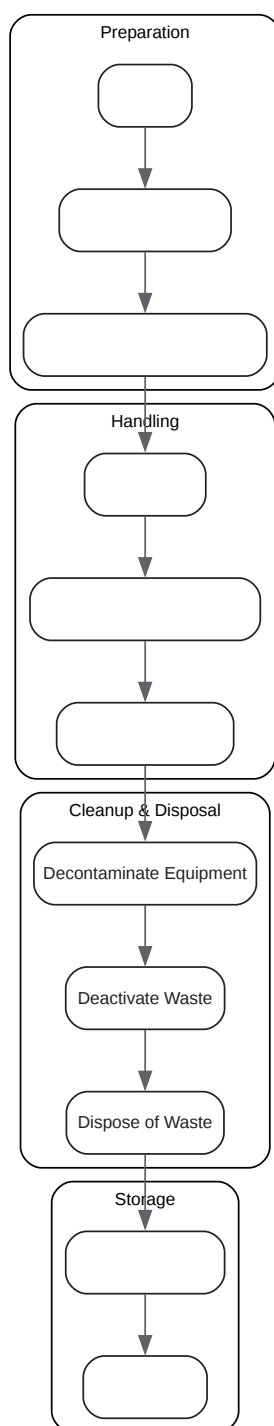 Preparation
Handling
Cleanup & Disposal
Decontaminate Equipment
Deactivate Waste
Dispose of Waste
Storage